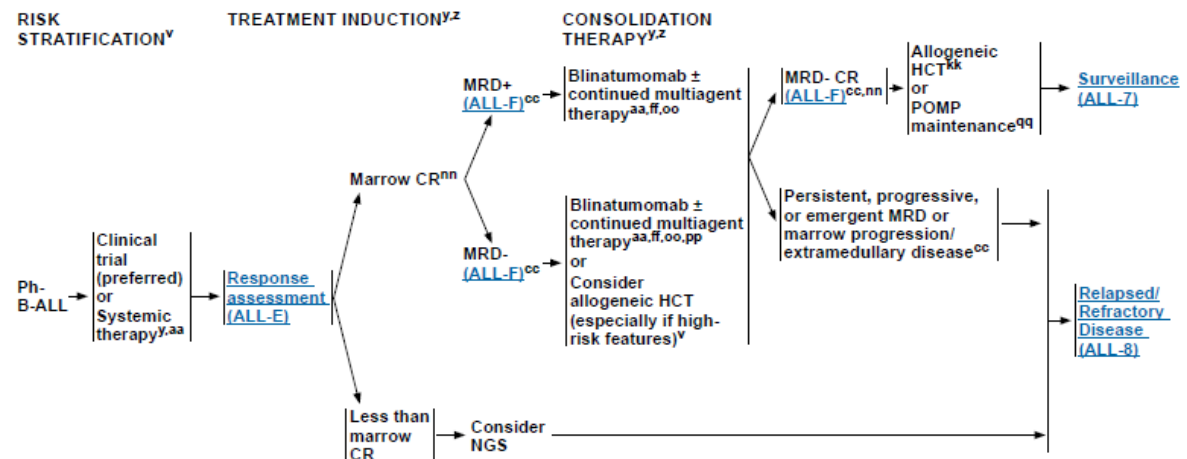 RISK
STRATIFICATIONv
TREATMENT INDUCTIONy,z
CONSOLIDATION
THERAPYy,z
Ph-
B-ALL
Clinical
trial
(preferred)
or
Systemic
therapyy,aa
Response
assessment
(ALL-E)
Marrow CRnn
Less than
marrow
CR
Consider
NGS
MRD+
(ALL-F)cc
MRD-
(ALL-F)cc
Blinatumomab ±
continued multiagent
therapyaa,ff,oo
Blinatumomab ±
continued multiagent
therapyaa,ff,oo,pp
or
Consider
allogeneic HCT
(especially if high-
risk features)v
MRD- CR
(ALL-F)cc,nn
Persistent, progressive,
or emergent MRD or
marrow progression/
extramedullary diseasecc
Allogeneic
HCTkk
or
POMP
maintenanceqq
Surveillance
(ALL-7)
Relapsed/
Refractory
Disease
(ALL-8)